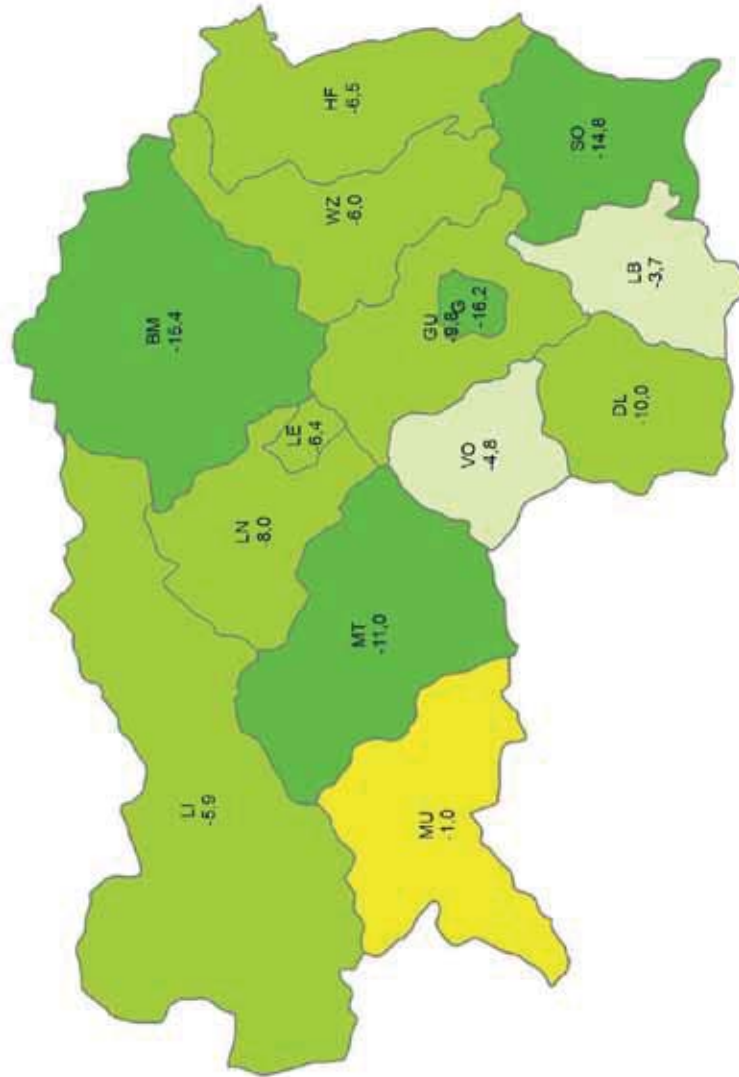 LI
-5,9
BM
-15,4
LN
-8,0
LE
-6,4
WZ
-6,0
HF
-6,5
MT
-11,0
MU
-1,0
GU
-9,8
G
-16,2
VO
-4,8
SO
-14,8
DL
-10,0
LB
-3,7